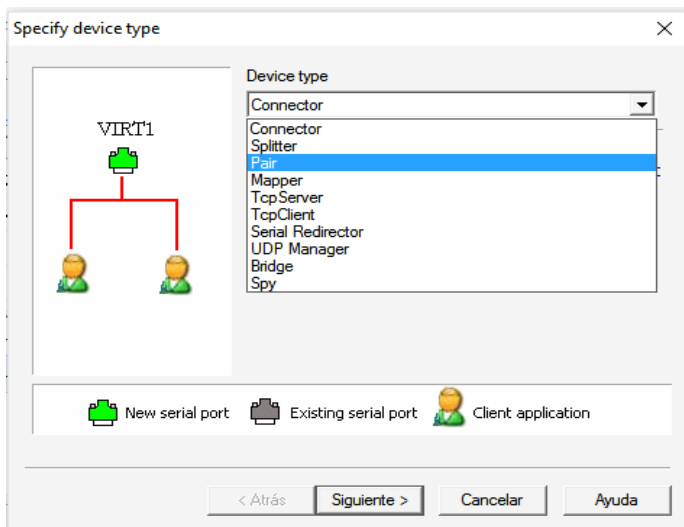 Specify device type
Device type
Connector
VIRT1
Connector
Splitter
Pair
Mapper
TcpServer
TcpClient
Serial Redirector
UDP Manager
Bridge
Spy
New serial port
Existing serial port
Client application
< Atrás
Siguiente >
Cancelar
Ayuda